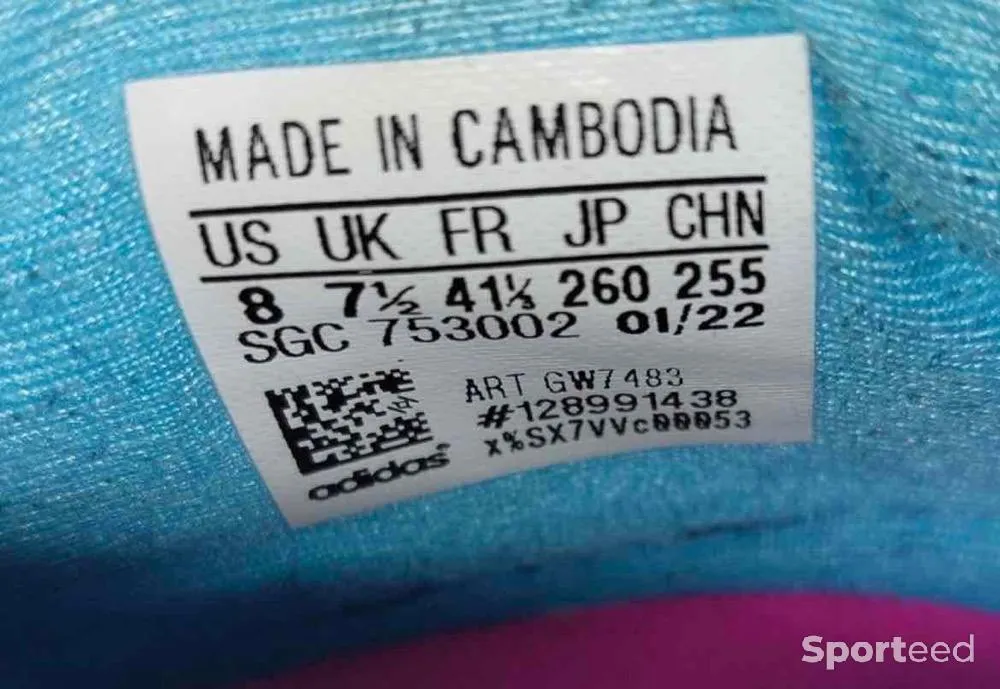 MADE IN CAMBODIA
US UK FR JP CHN
8 7½ 41⅓ 260 255
SGC 753002 01/22
ART GW7483
#128991438
x%SX7VVc00053
adidas
Sporteed